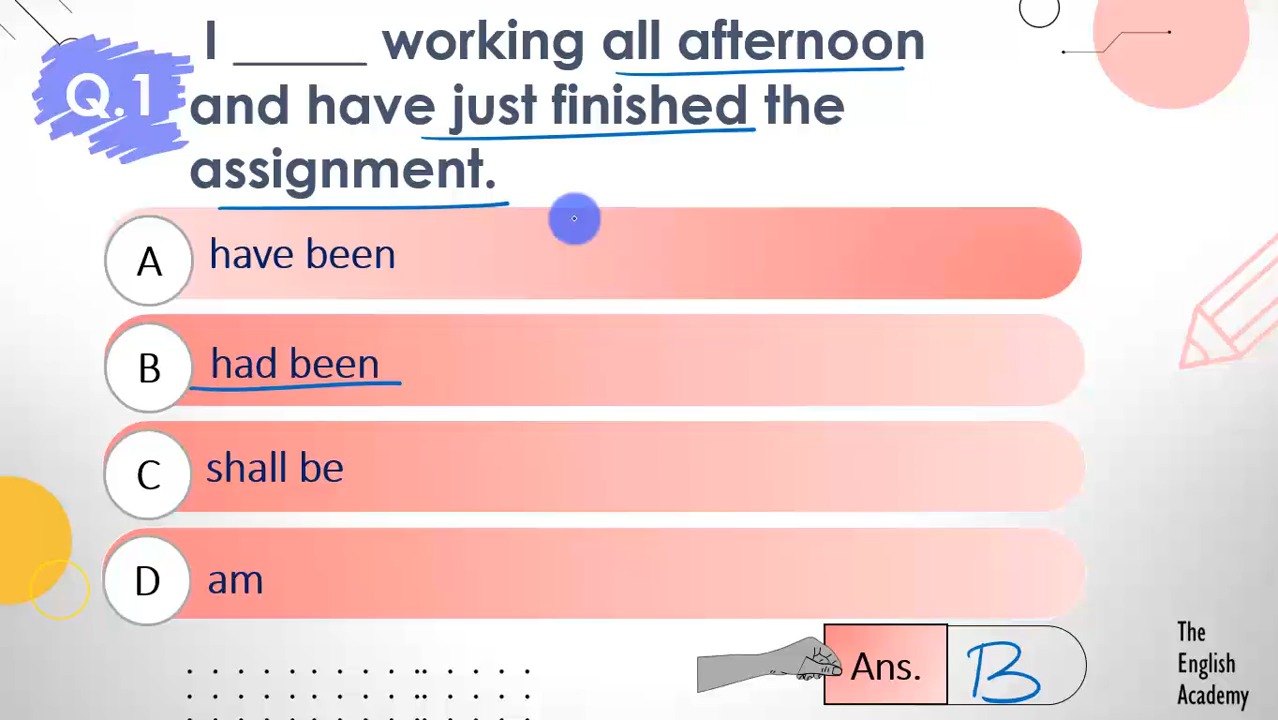 Q.1
I _____ working all afternoon
and have just finished the
assignment.
A have been
B had been
C shall be
D am
Ans. B
The
English
Academy